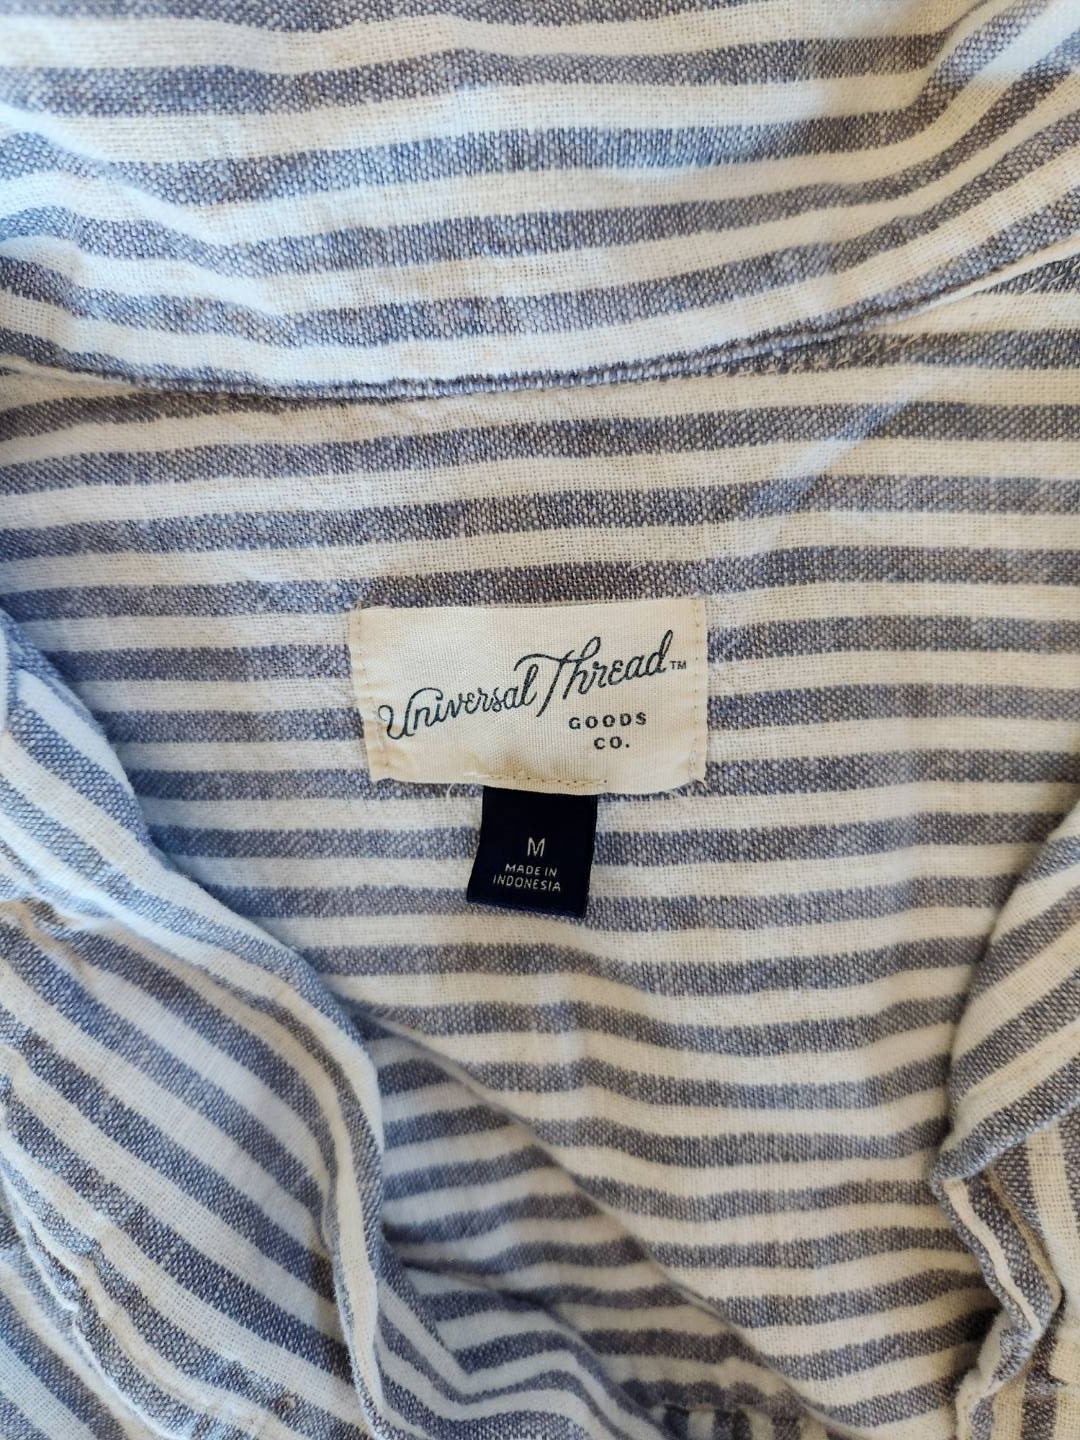 Universal Thread™
GOODS
CO.
M
MADE IN
INDONESIA